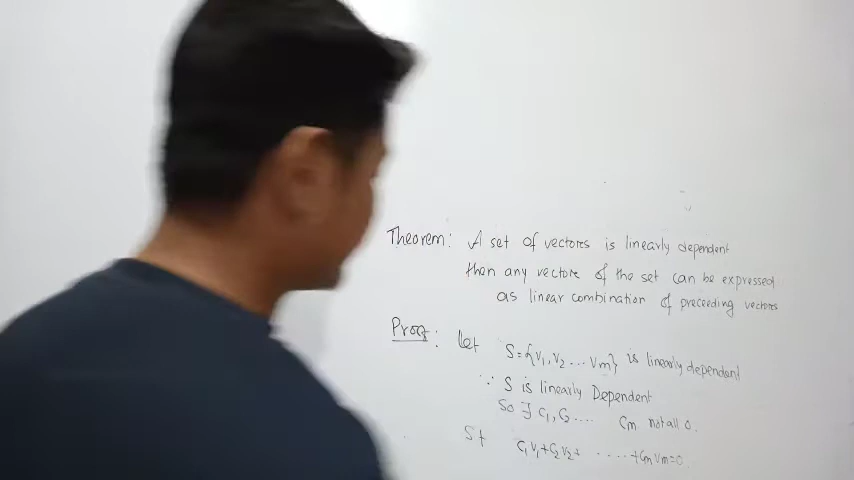 Theorem: A set of vectors is linearly dependent
then any vector of the set can be expressed
as linear combination of preceeding vectors
Proof: let S={v₁, v₂ ... vm} is linearly dependent
∵ S is linearly Dependent
So ∃ c₁, c₂ .... cm not all 0.
St c₁v₁+c₂v₂+ .....+cmvm=0.